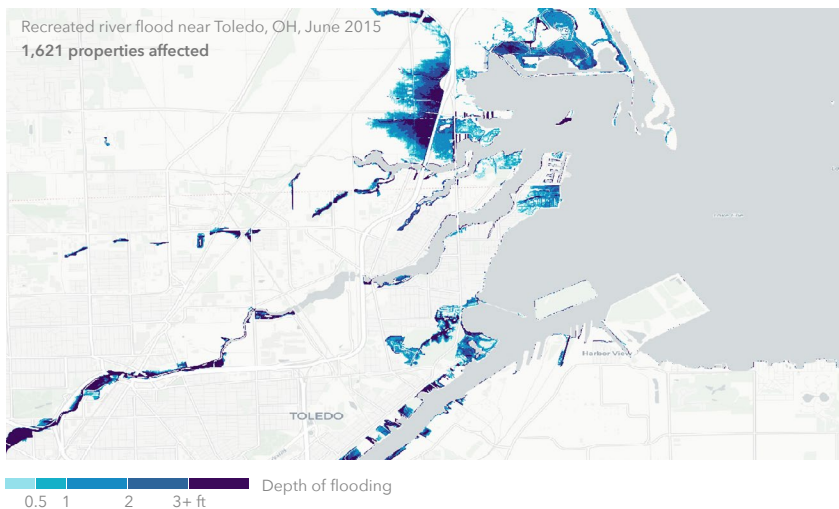 Recreated river flood near Toledo, OH, June 2015
1,621 properties affected
Harbor View
TOLEDO
0.5 1 2 3+ ft
Depth of flooding